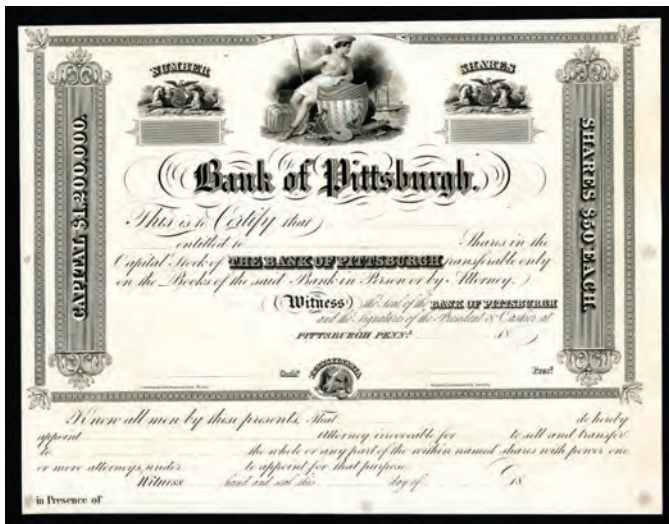 NUMBER
SHARES
CAPITAL $1,200,000.
SHARES $50 EACH.
Bank of Pittsburgh.
This is to Certify that
entitled to Shares in the
Capital Stock of THE BANK OF PITTSBURGH transferable only
on the Books of the said Bank in Person or by Attorney.
Witness the Seal of the BANK OF PITTSBURGH
and the Signatures of the President & Cashier at
PITTSBURGH PENNA. 18
Cashr. Prest.
PENNSYLVANIA
Know all men by these presents, That do hereby
appoint Attorney irrevocable for to sell and transfer
to the whole or any part of the within named shares with power one
or more attorneys under to appoint for that purpose
Witness hand and seal this day of 18
in Presence of